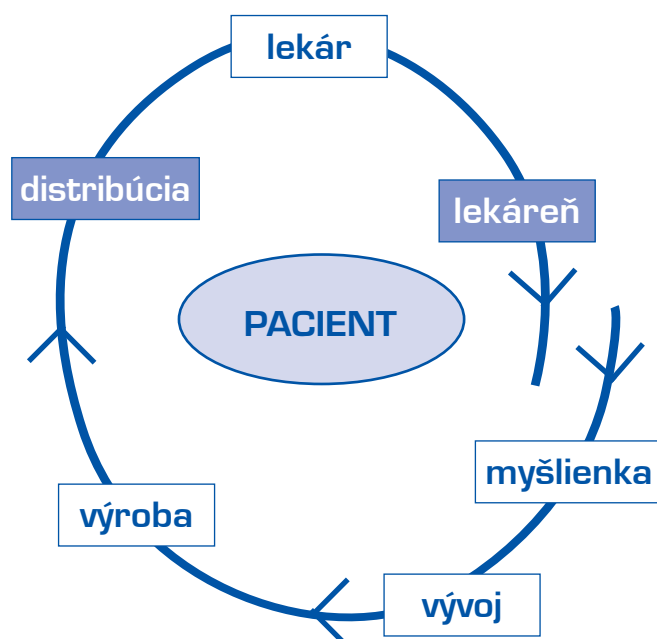 lekár
distribúcia
lekáreň
PACIENT
myšlienka
výroba
vývoj